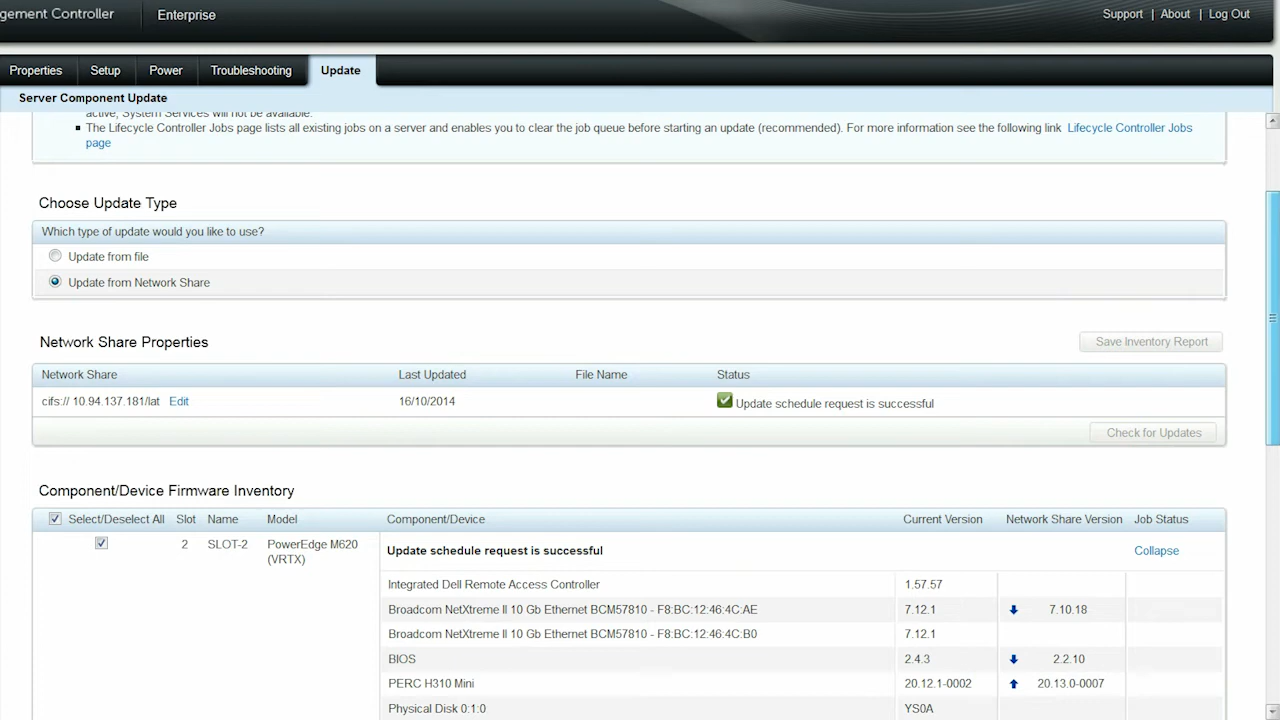 gement Controller
Enterprise
Support | About | Log Out
Properties
Setup
Power
Troubleshooting
Update
Server Component Update
active, System Services will not be available.
The Lifecycle Controller Jobs page lists all existing jobs on a server and enables you to clear the job queue before starting an update (recommended). For more information see the following link Lifecycle Controller Jobs
page
Choose Update Type
Which type of update would you like to use?
Update from file
Update from Network Share
Network Share Properties
Save Inventory Report
Network Share Last Updated File Name Status
cifs:// 10.94.137.181/lat Edit 16/10/2014 Update schedule request is successful
Check for Updates
Component/Device Firmware Inventory
Select/Deselect All Slot Name Model Component/Device Current Version Network Share Version Job Status
2 SLOT-2 PowerEdge M620 Update schedule request is successful Collapse
(VRTX)
Integrated Dell Remote Access Controller 1.57.57
Broadcom NetXtreme II 10 Gb Ethernet BCM57810 - F8:BC:12:46:4C:AE 7.12.1 7.10.18
Broadcom NetXtreme II 10 Gb Ethernet BCM57810 - F8:BC:12:46:4C:B0 7.12.1
BIOS 2.4.3 2.2.10
PERC H310 Mini 20.12.1-0002 20.13.0-0007
Physical Disk 0:1:0 YS0A